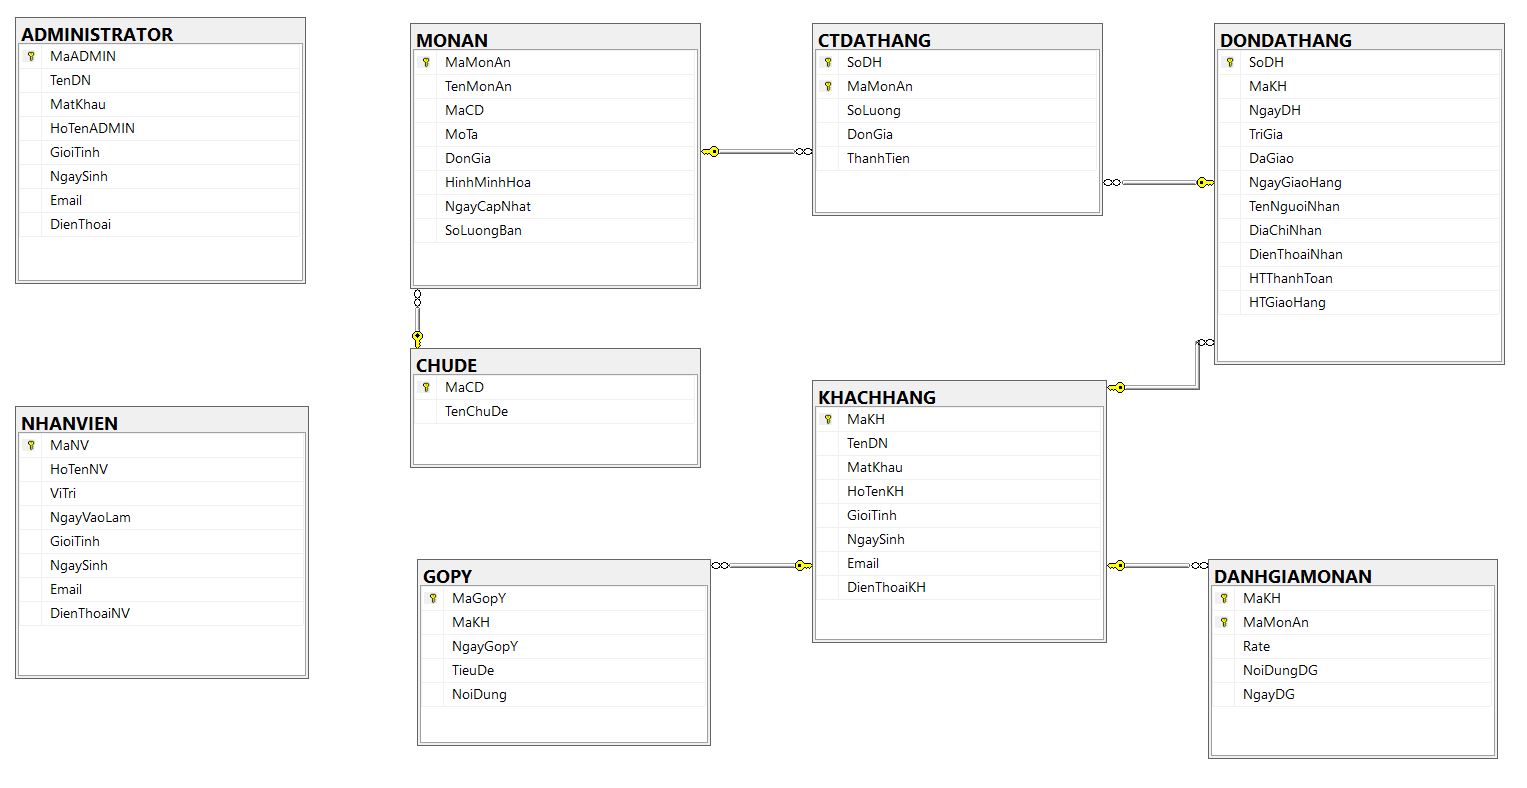 ADMINISTRATOR
MaADMIN
TenDN
MatKhau
HoTenADMIN
GioiTinh
NgaySinh
Email
DienThoai
MONAN
MaMonAn
TenMonAn
MaCD
MoTa
DonGia
HinhMinhHoa
NgayCapNhat
SoLuongBan
CTDATHANG
SoDH
MaMonAn
SoLuong
DonGia
ThanhTien
DONDATHANG
SoDH
MaKH
NgayDH
TriGia
DaGiao
NgayGiaoHang
TenNguoiNhan
DiaChiNhan
DienThoaiNhan
HTThanhToan
HTGiaoHang
NHANVIEN
MaNV
HoTenNV
ViTri
NgayVaoLam
GioiTinh
NgaySinh
Email
DienThoaiNV
CHUDE
MaCD
TenChuDe
KHACHHANG
MaKH
TenDN
MatKhau
HoTenKH
GioiTinh
NgaySinh
Email
DienThoaiKH
GOPY
MaGopY
MaKH
NgayGopY
TieuDe
NoiDung
DANHGIAMONAN
MaKH
MaMonAn
Rate
NoiDungDG
NgayDG